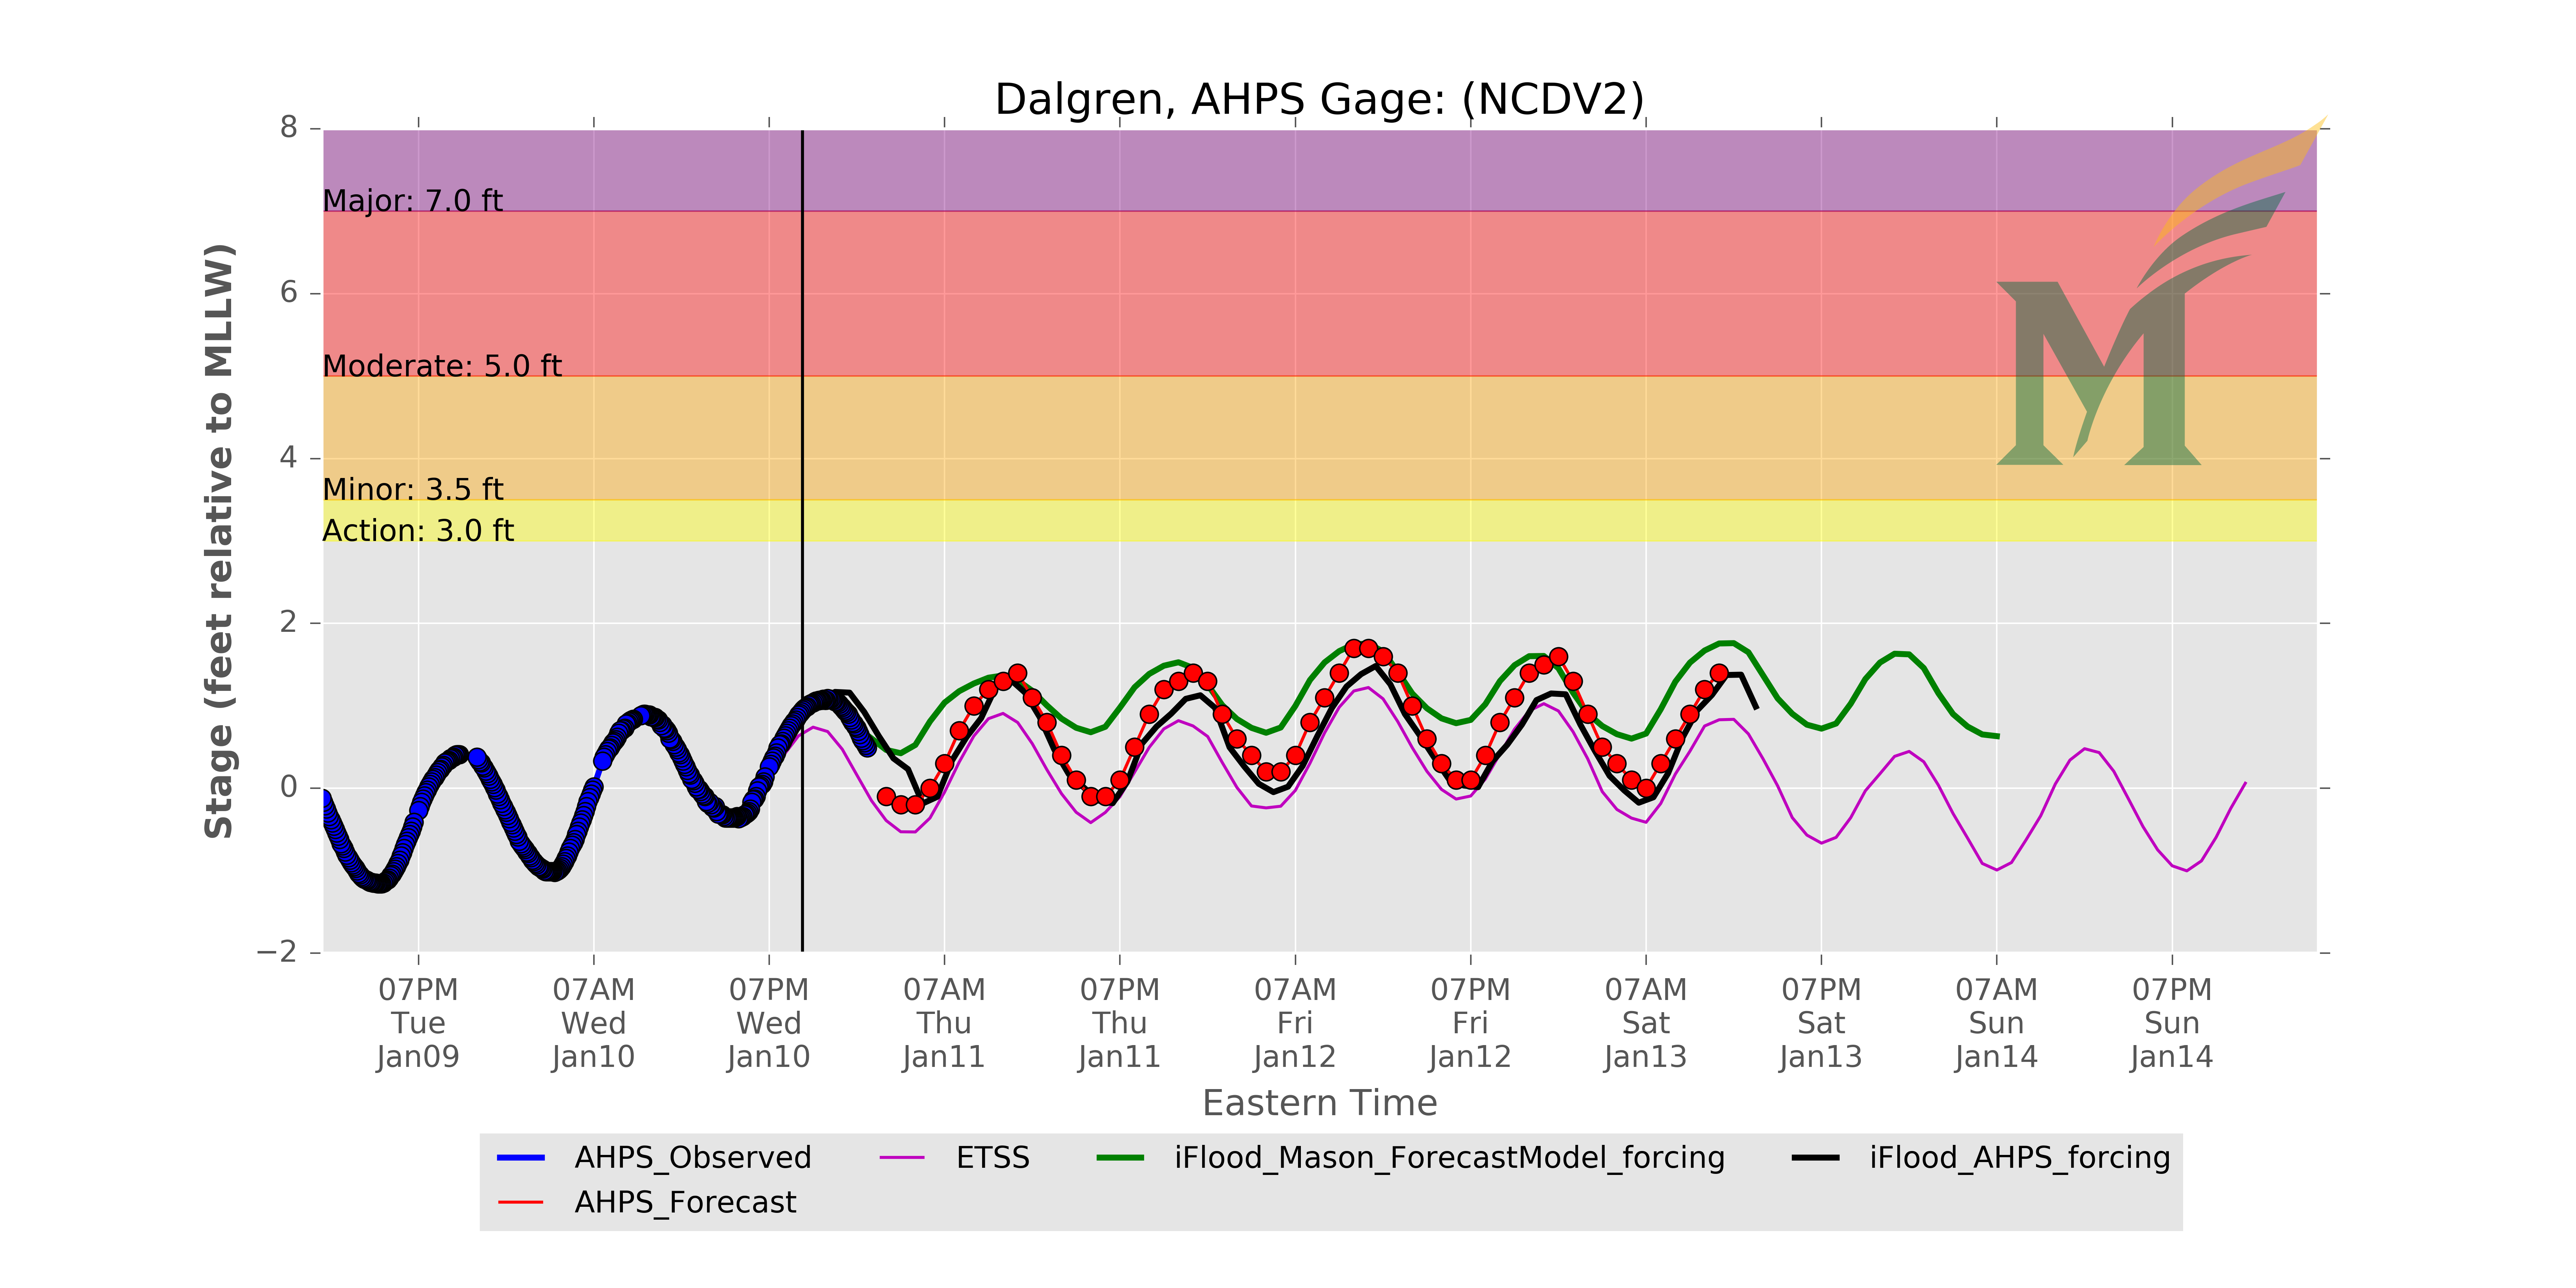 Dalgren, AHPS Gage: (NCDV2)
8
Major: 7.0 ft
6
Moderate: 5.0 ft
4
Minor: 3.5 ft
Action: 3.0 ft
2
0
−2
Stage (feet relative to MLLW)
07PM 07AM 07PM 07AM 07PM 07AM 07PM 07AM 07PM 07AM 07PM
Tue Wed Wed Thu Thu Fri Fri Sat Sat Sun Sun
Jan09 Jan10 Jan10 Jan11 Jan11 Jan12 Jan12 Jan13 Jan13 Jan14 Jan14
Eastern Time
AHPS_Observed ETSS iFlood_Mason_ForecastModel_forcing iFlood_AHPS_forcing
AHPS_Forecast
M